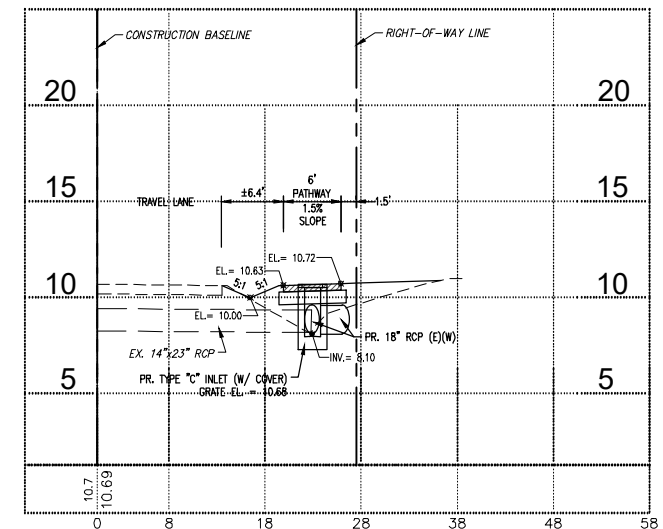 CONSTRUCTION BASELINE
RIGHT-OF-WAY LINE
20
20
6'
±6.4'
PATHWAY
15
TRAVEL LANE
1.5%
1.5'
15
SLOPE
EL.= 10.72
EL.= 10.63
5:1
5:1
10
10
EL.= 10.00
PR. 18" RCP (E)(W)
EX. 14"x23" RCP
INV.= 8.10
PR. TYPE "C" INLET (W/ COVER)
GRATE EL. = 10.68
5
5
10.7
10.69
0 8 18 28 38 48 58